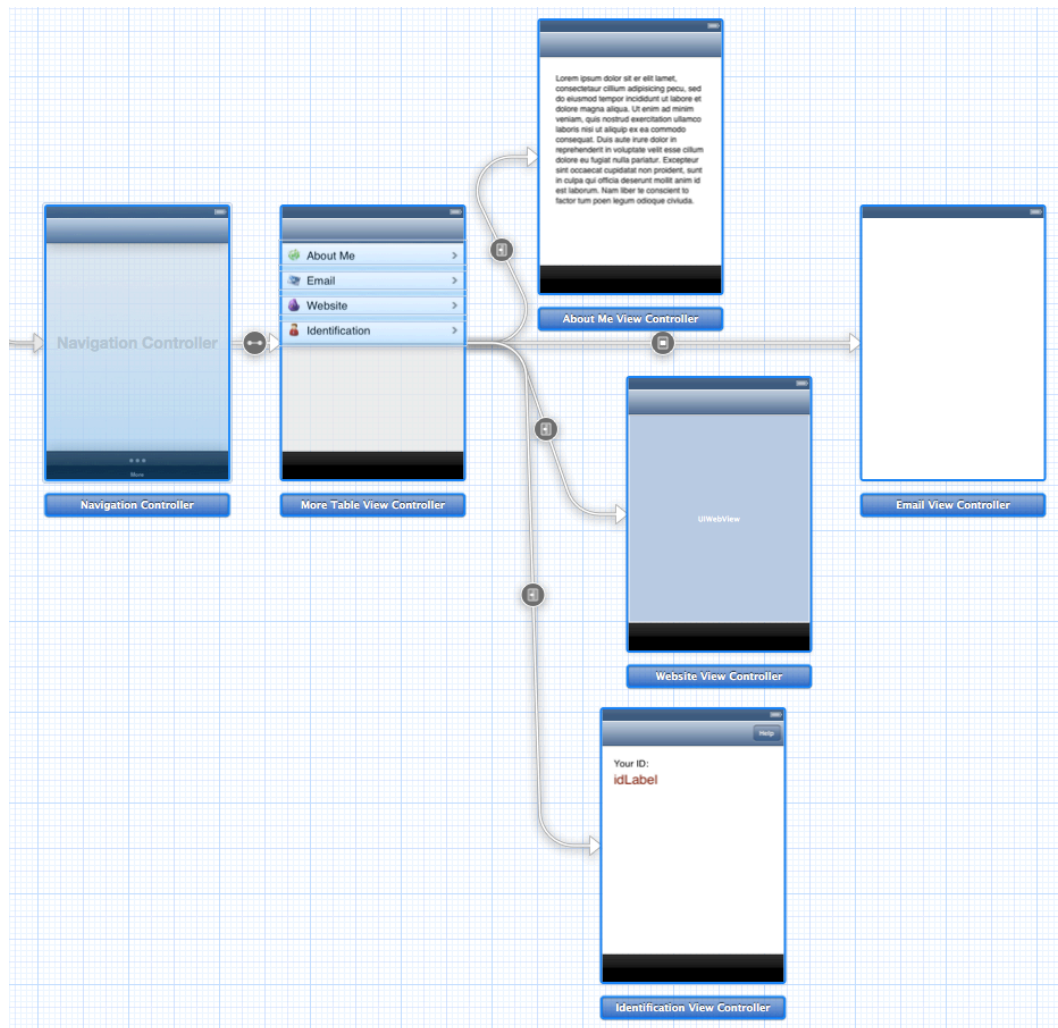 Lorem ipsum dolor sit er elit lamet,
consectetaur cillium adipisicing pecu, sed
do eiusmod tempor incididunt ut labore et
dolore magna aliqua. Ut enim ad minim
veniam, quis nostrud exercitation ullamco
laboris nisi ut aliquip ex ea commodo
consequat. Duis aute irure dolor in
reprehenderit in voluptate velit esse cillum
dolore eu fugiat nulla pariatur. Excepteur
sint occaecat cupidatat non proident, sunt
in culpa qui officia deserunt mollit anim id
est laborum. Nam liber te conscient to
factor tum poen legum odioque civiuda.
About Me View Controller
Navigation Controller
More
Navigation Controller
About Me
Email
Website
Identification
More Table View Controller
Email View Controller
UIWebView
Website View Controller
Help
Your ID:
idLabel
Identification View Controller